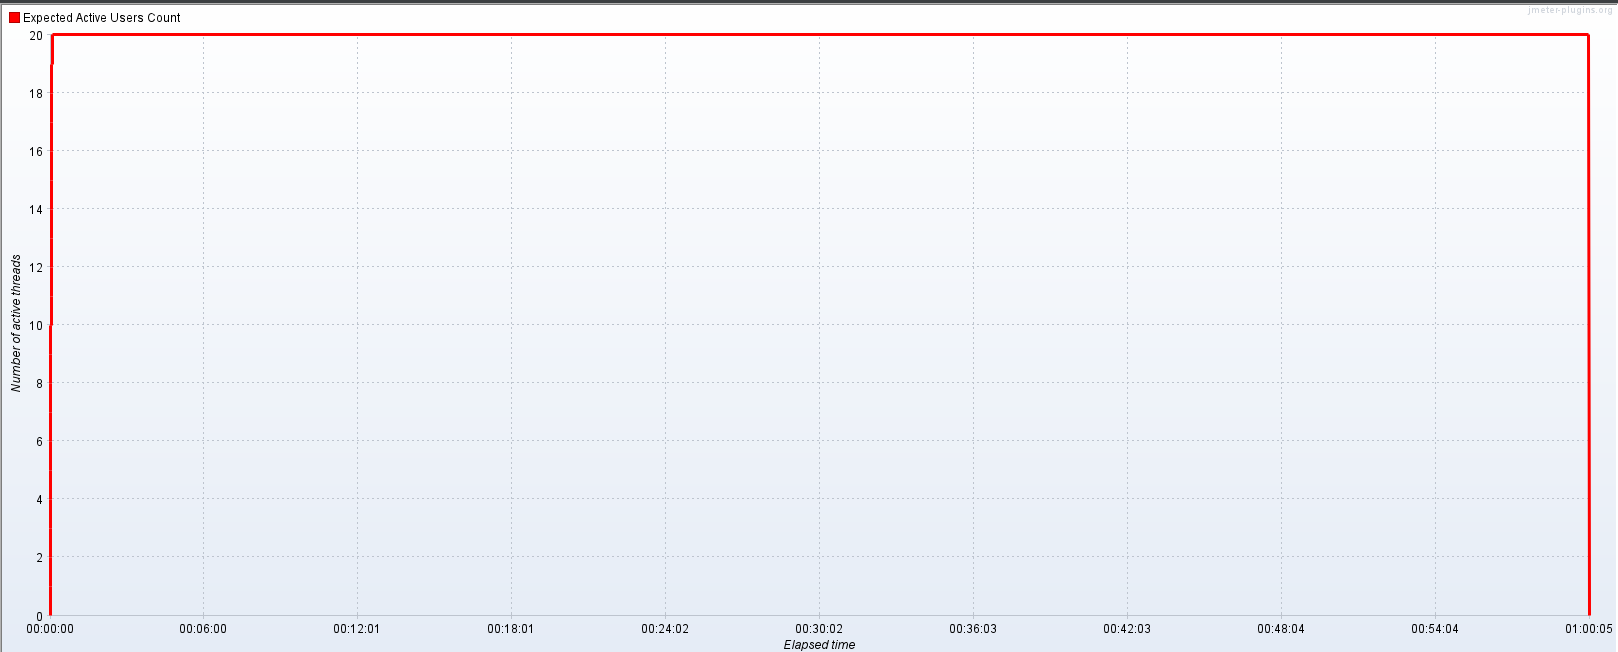 jmeter-plugins.org
Expected Active Users Count
20
18
16
14
12
10
8
6
4
2
0
Number of active threads
00:00:00 00:06:00 00:12:01 00:18:01 00:24:02 00:30:02 00:36:03 00:42:03 00:48:04 00:54:04 01:00:05
Elapsed time